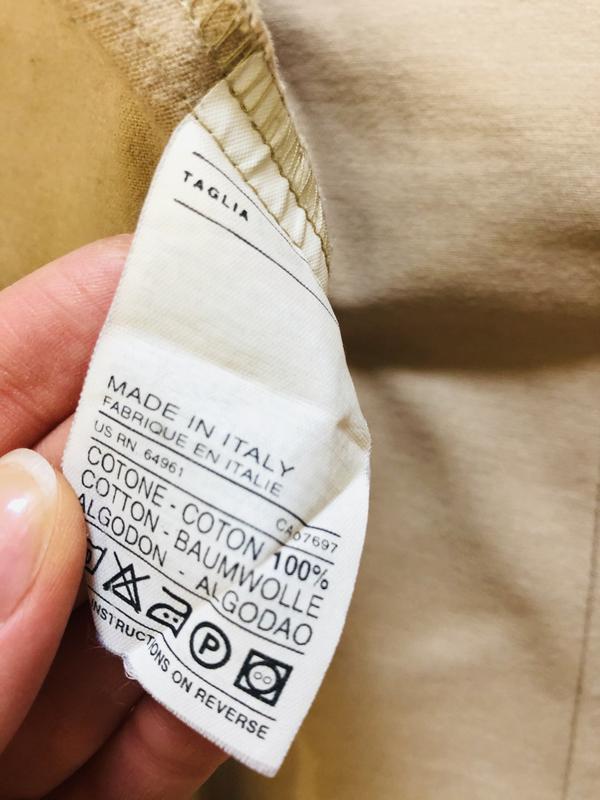 TAGLIA
MADE IN ITALY
FABRIQUE EN ITALIE
US RN 64961 CA07697
COTONE - COTON 100%
COTTON - BAUMWOLLE
ALGODON - ALGODAO
P
INSTRUCTIONS ON REVERSE